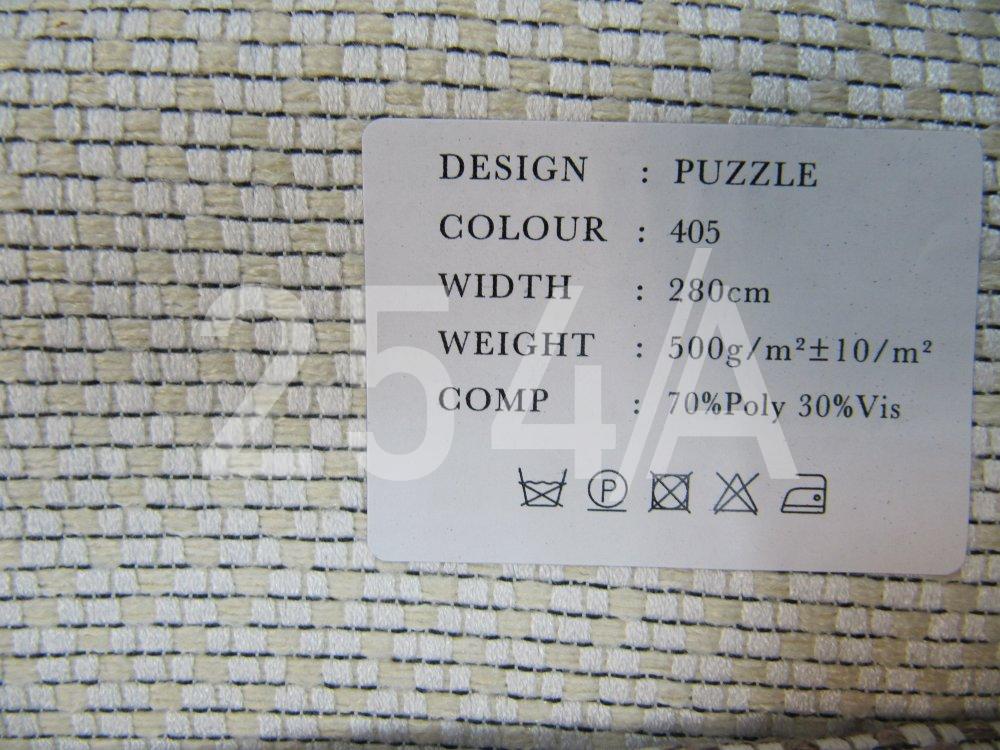 DESIGN : PUZZLE
COLOUR : 405
WIDTH : 280cm
WEIGHT : 500g/m²±10/m²
COMP : 70%Poly 30%Vis
P
254/A